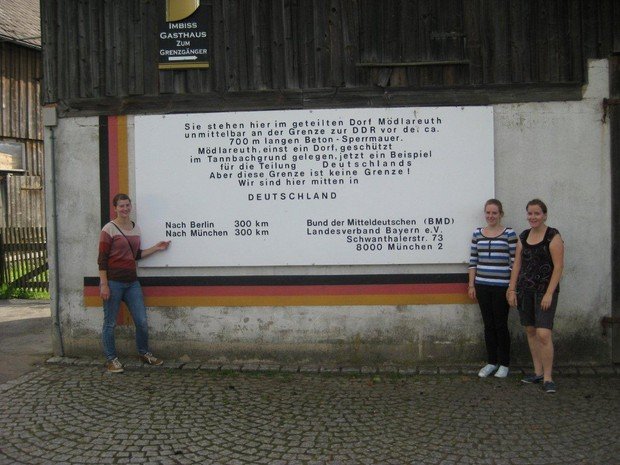 IMBISS
GASTHAUS
ZUM
GRENZGÄNGER
Sie stehen hier im geteilten Dorf Mödlareuth
unmittelbar an der Grenze zur DDR vor der ca.
700 m langen Beton-Sperrmauer.
Mödlareuth, einst ein Dorf, geschützt
im Tannbachgrund gelegen, jetzt ein Beispiel
für die Teilung Deutschlands
Aber diese Grenze ist keine Grenze!
Wir sind hier mitten in
DEUTSCHLAND
Nach Berlin 300 km
Nach München 300 km
Bund der Mitteldeutschen (BMD)
Landesverband Bayern e.V.
Schwanthalerstr. 73
8000 München 2